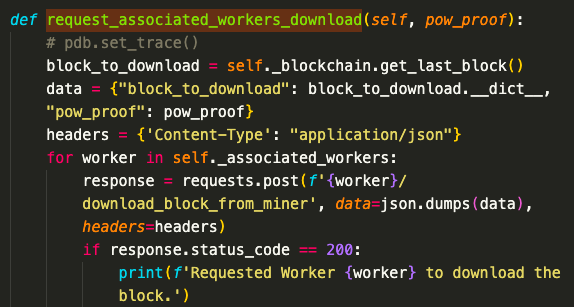 def request_associated_workers_download(self, pow_proof):
# pdb.set_trace()
block_to_download = self._blockchain.get_last_block()
data = {"block_to_download": block_to_download.__dict__,
"pow_proof": pow_proof}
headers = {'Content-Type': "application/json"}
for worker in self._associated_workers:
response = requests.post(f'{worker}/
download_block_from_miner', data=json.dumps(data),
headers=headers)
if response.status_code == 200:
print(f'Requested Worker {worker} to download the
block.')